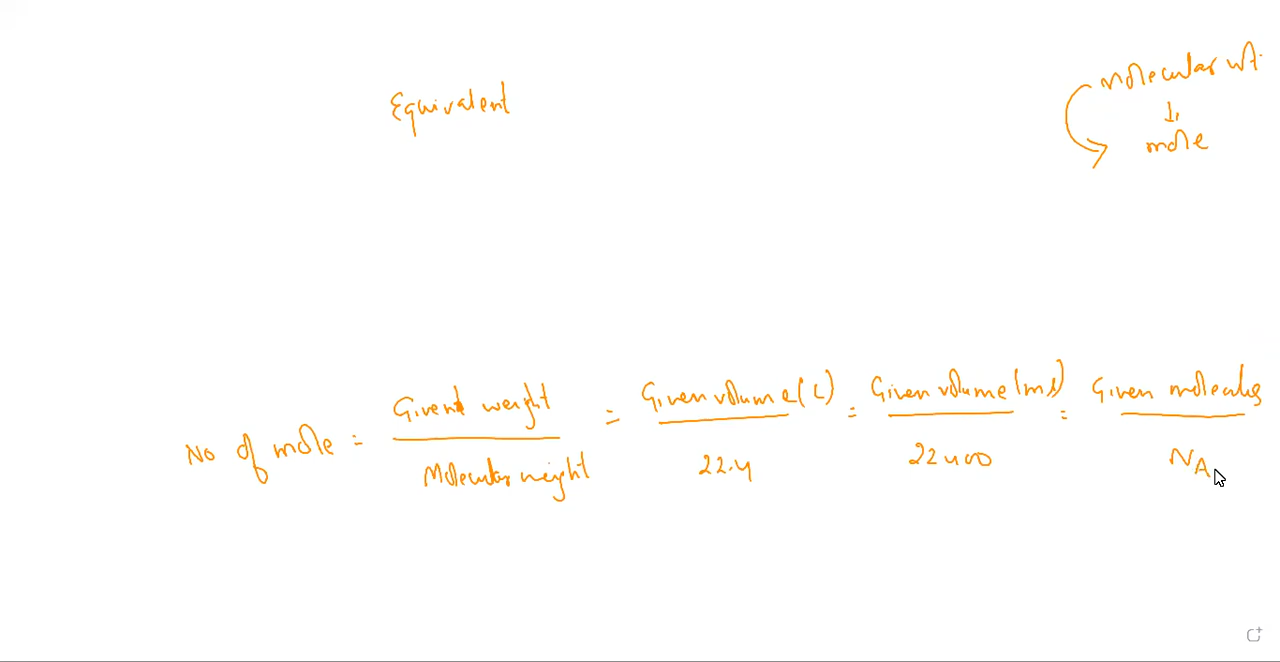 Molecular wt.
Equivalent
↓
mole
No of mole = Given weight / Molecular weight = Given volume (L) / 22.4 = Given volume (ml) / 22400 = Given molecules / NA